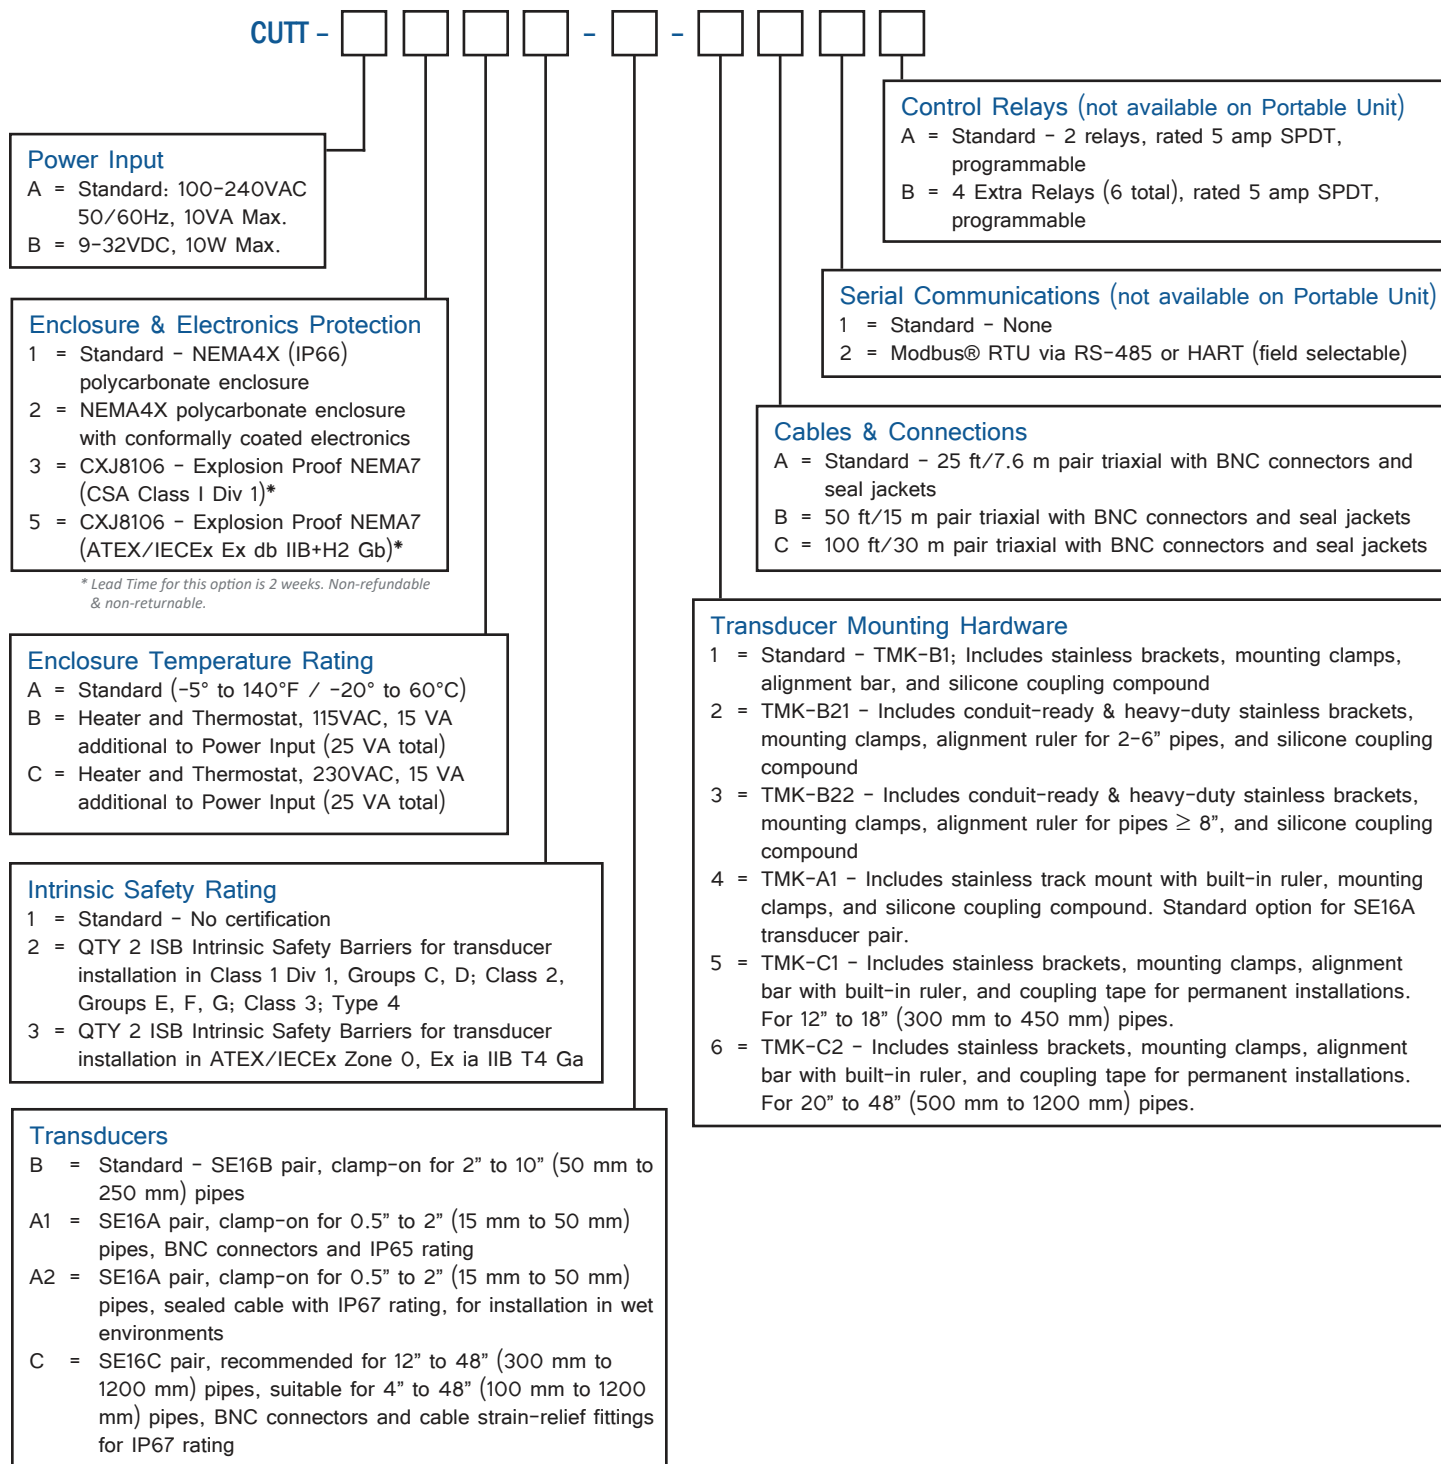 CUTT - - -
Power Input
A = Standard: 100-240VAC
50/60Hz, 10VA Max.
B = 9-32VDC, 10W Max.
Enclosure & Electronics Protection
1 = Standard - NEMA4X (IP66)
polycarbonate enclosure
2 = NEMA4X polycarbonate enclosure
with conformally coated electronics
3 = CXJ8106 - Explosion Proof NEMA7
(CSA Class I Div 1)*
5 = CXJ8106 - Explosion Proof NEMA7
(ATEX/IECEx Ex db IIB+H2 Gb)*
* Lead Time for this option is 2 weeks. Non-refundable
& non-returnable.
Enclosure Temperature Rating
A = Standard (-5° to 140°F / -20° to 60°C)
B = Heater and Thermostat, 115VAC, 15 VA
additional to Power Input (25 VA total)
C = Heater and Thermostat, 230VAC, 15 VA
additional to Power Input (25 VA total)
Intrinsic Safety Rating
1 = Standard - No certification
2 = QTY 2 ISB Intrinsic Safety Barriers for transducer
installation in Class 1 Div 1, Groups C, D; Class 2,
Groups E, F, G; Class 3; Type 4
3 = QTY 2 ISB Intrinsic Safety Barriers for transducer
installation in ATEX/IECEx Zone 0, Ex ia IIB T4 Ga
Transducers
B = Standard - SE16B pair, clamp-on for 2” to 10” (50 mm to
250 mm) pipes
A1 = SE16A pair, clamp-on for 0.5” to 2” (15 mm to 50 mm)
pipes, BNC connectors and IP65 rating
A2 = SE16A pair, clamp-on for 0.5” to 2” (15 mm to 50 mm)
pipes, sealed cable with IP67 rating, for installation in wet
environments
C = SE16C pair, recommended for 12” to 48” (300 mm to
1200 mm) pipes, suitable for 4” to 48” (100 mm to 1200
mm) pipes, BNC connectors and cable strain-relief fittings
for IP67 rating
Control Relays (not available on Portable Unit)
A = Standard - 2 relays, rated 5 amp SPDT,
programmable
B = 4 Extra Relays (6 total), rated 5 amp SPDT,
programmable
Serial Communications (not available on Portable Unit)
1 = Standard - None
2 = Modbus® RTU via RS-485 or HART (field selectable)
Cables & Connections
A = Standard - 25 ft/7.6 m pair triaxial with BNC connectors and
seal jackets
B = 50 ft/15 m pair triaxial with BNC connectors and seal jackets
C = 100 ft/30 m pair triaxial with BNC connectors and seal jackets
Transducer Mounting Hardware
1 = Standard - TMK-B1; Includes stainless brackets, mounting clamps,
alignment bar, and silicone coupling compound
2 = TMK-B21 - Includes conduit-ready & heavy-duty stainless brackets,
mounting clamps, alignment ruler for 2-6” pipes, and silicone coupling
compound
3 = TMK-B22 - Includes conduit-ready & heavy-duty stainless brackets,
mounting clamps, alignment ruler for pipes ≥ 8”, and silicone coupling
compound
4 = TMK-A1 - Includes stainless track mount with built-in ruler, mounting
clamps, and silicone coupling compound. Standard option for SE16A
transducer pair.
5 = TMK-C1 - Includes stainless brackets, mounting clamps, alignment
bar with built-in ruler, and coupling tape for permanent installations.
For 12” to 18” (300 mm to 450 mm) pipes.
6 = TMK-C2 - Includes stainless brackets, mounting clamps, alignment
bar with built-in ruler, and coupling tape for permanent installations.
For 20” to 48” (500 mm to 1200 mm) pipes.